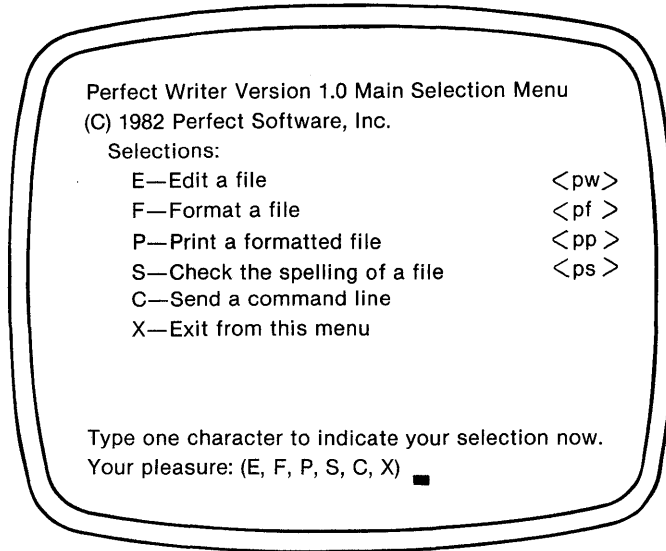 Perfect Writer Version 1.0 Main Selection Menu
(C) 1982 Perfect Software, Inc.
Selections:
E—Edit a file <pw>
F—Format a file <pf >
P—Print a formatted file <pp >
S—Check the spelling of a file <ps >
C—Send a command line
X—Exit from this menu
Type one character to indicate your selection now.
Your pleasure: (E, F, P, S, C, X)